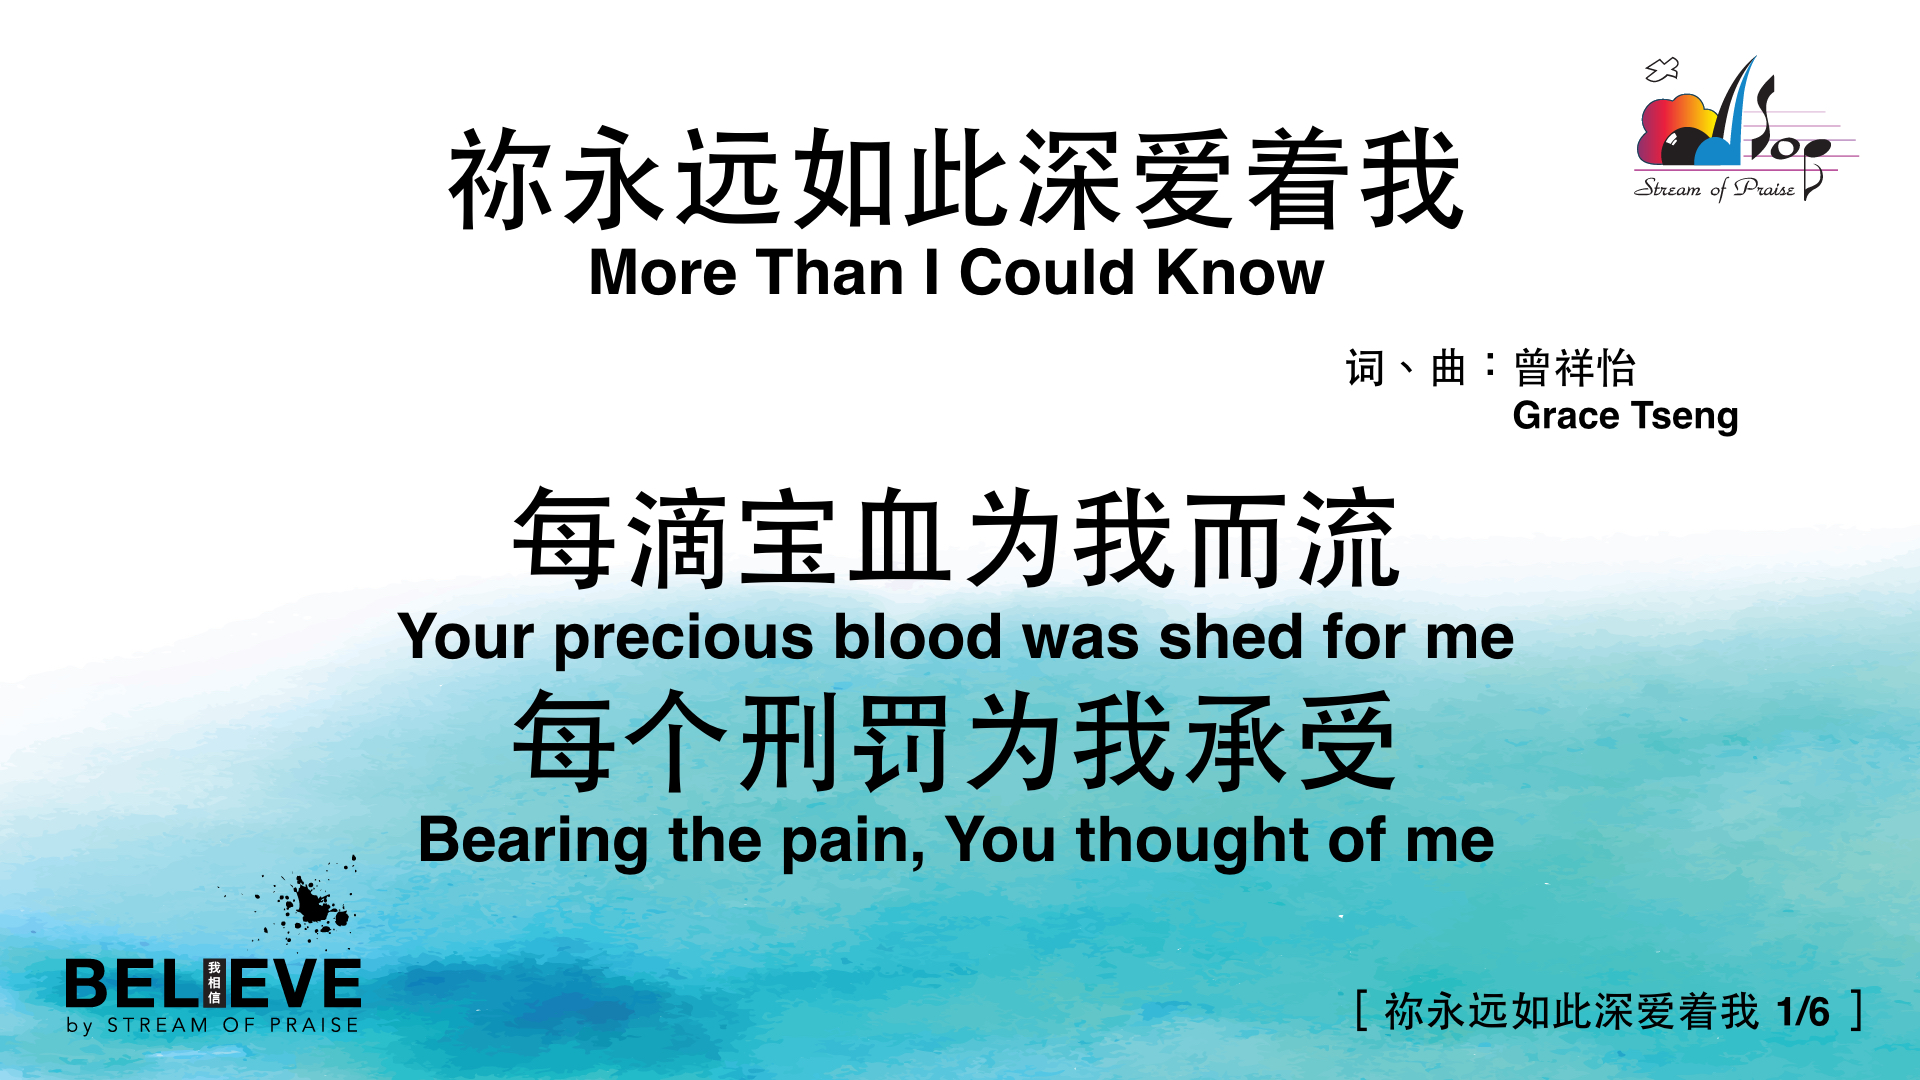 Sop
Stream of Praise
祢永远如此深爱着我
More Than I Could Know
词、曲：曾祥怡
Grace Tseng
每滴宝血为我而流
Your precious blood was shed for me
每个刑罚为我承受
Bearing the pain, You thought of me
BELIEVE
我相信
by STREAM OF PRAISE
[ 祢永远如此深爱着我 1/6 ]